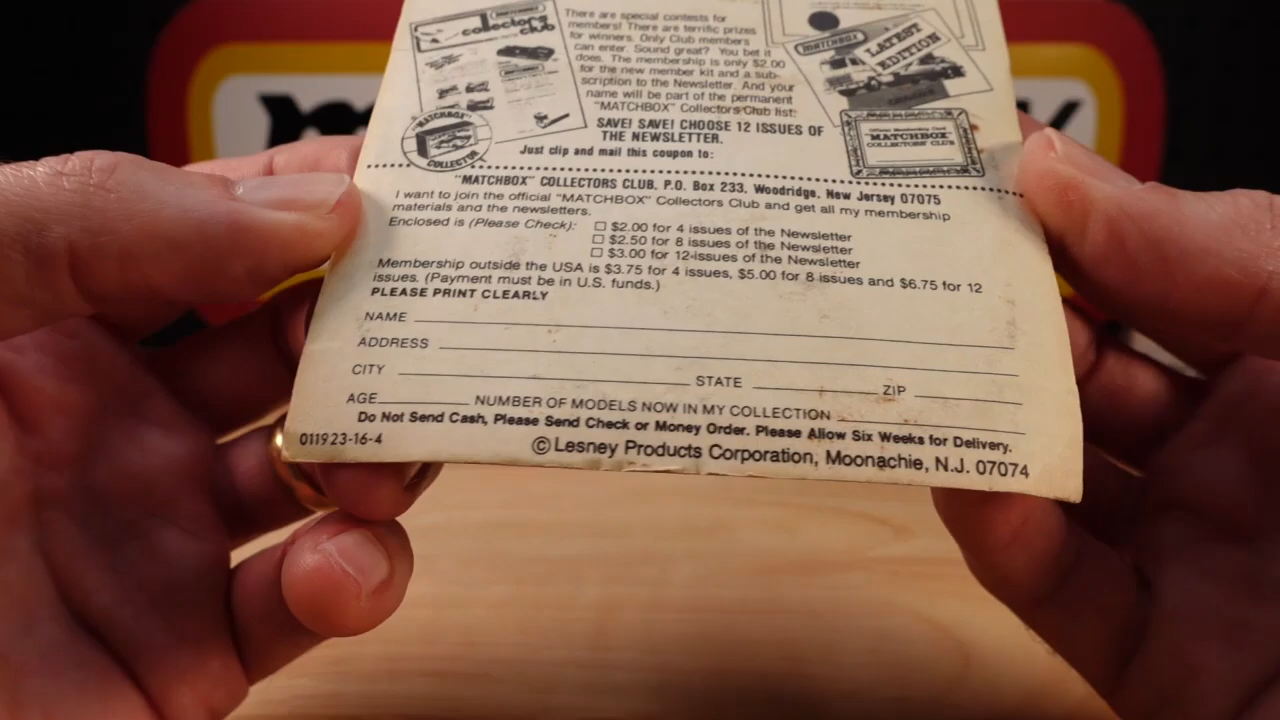 MATCHBOX
collectors
club
There are special contests for
members! There are terrific prizes
for winners. Only Club members
can enter. Sound great? You bet it
does. The membership is only $2.00
for the new member kit and a sub-
scription to the Newsletter. And your
name will be part of the permanent
"MATCHBOX" Collectors Club list:
SAVE! SAVE! CHOOSE 12 ISSUES OF
THE NEWSLETTER.
Just clip and mail this coupon to:
"MATCHBOX"
COLLECTOR
MATCHBOX
LATEST
EDITION
Official Membership Card
"MATCHBOX"
COLLECTORS' CLUB
"MATCHBOX" COLLECTORS CLUB, P.O. Box 233, Woodridge, New Jersey 07075
I want to join the official "MATCHBOX" Collectors Club and get all my membership
materials and the newsletters.
Enclosed is (Please Check): ☐ $2.00 for 4 issues of the Newsletter
☐ $2.50 for 8 issues of the Newsletter
☐ $3.00 for 12 issues of the Newsletter
Membership outside the USA is $3.75 for 4 issues, $5.00 for 8 issues and $6.75 for 12
issues. (Payment must be in U.S. funds.)
PLEASE PRINT CLEARLY
NAME
ADDRESS
CITY STATE ZIP
AGE NUMBER OF MODELS NOW IN MY COLLECTION
Do Not Send Cash, Please Send Check or Money Order. Please Allow Six Weeks for Delivery.
011923-16-4 ©Lesney Products Corporation, Moonachie, N.J. 07074